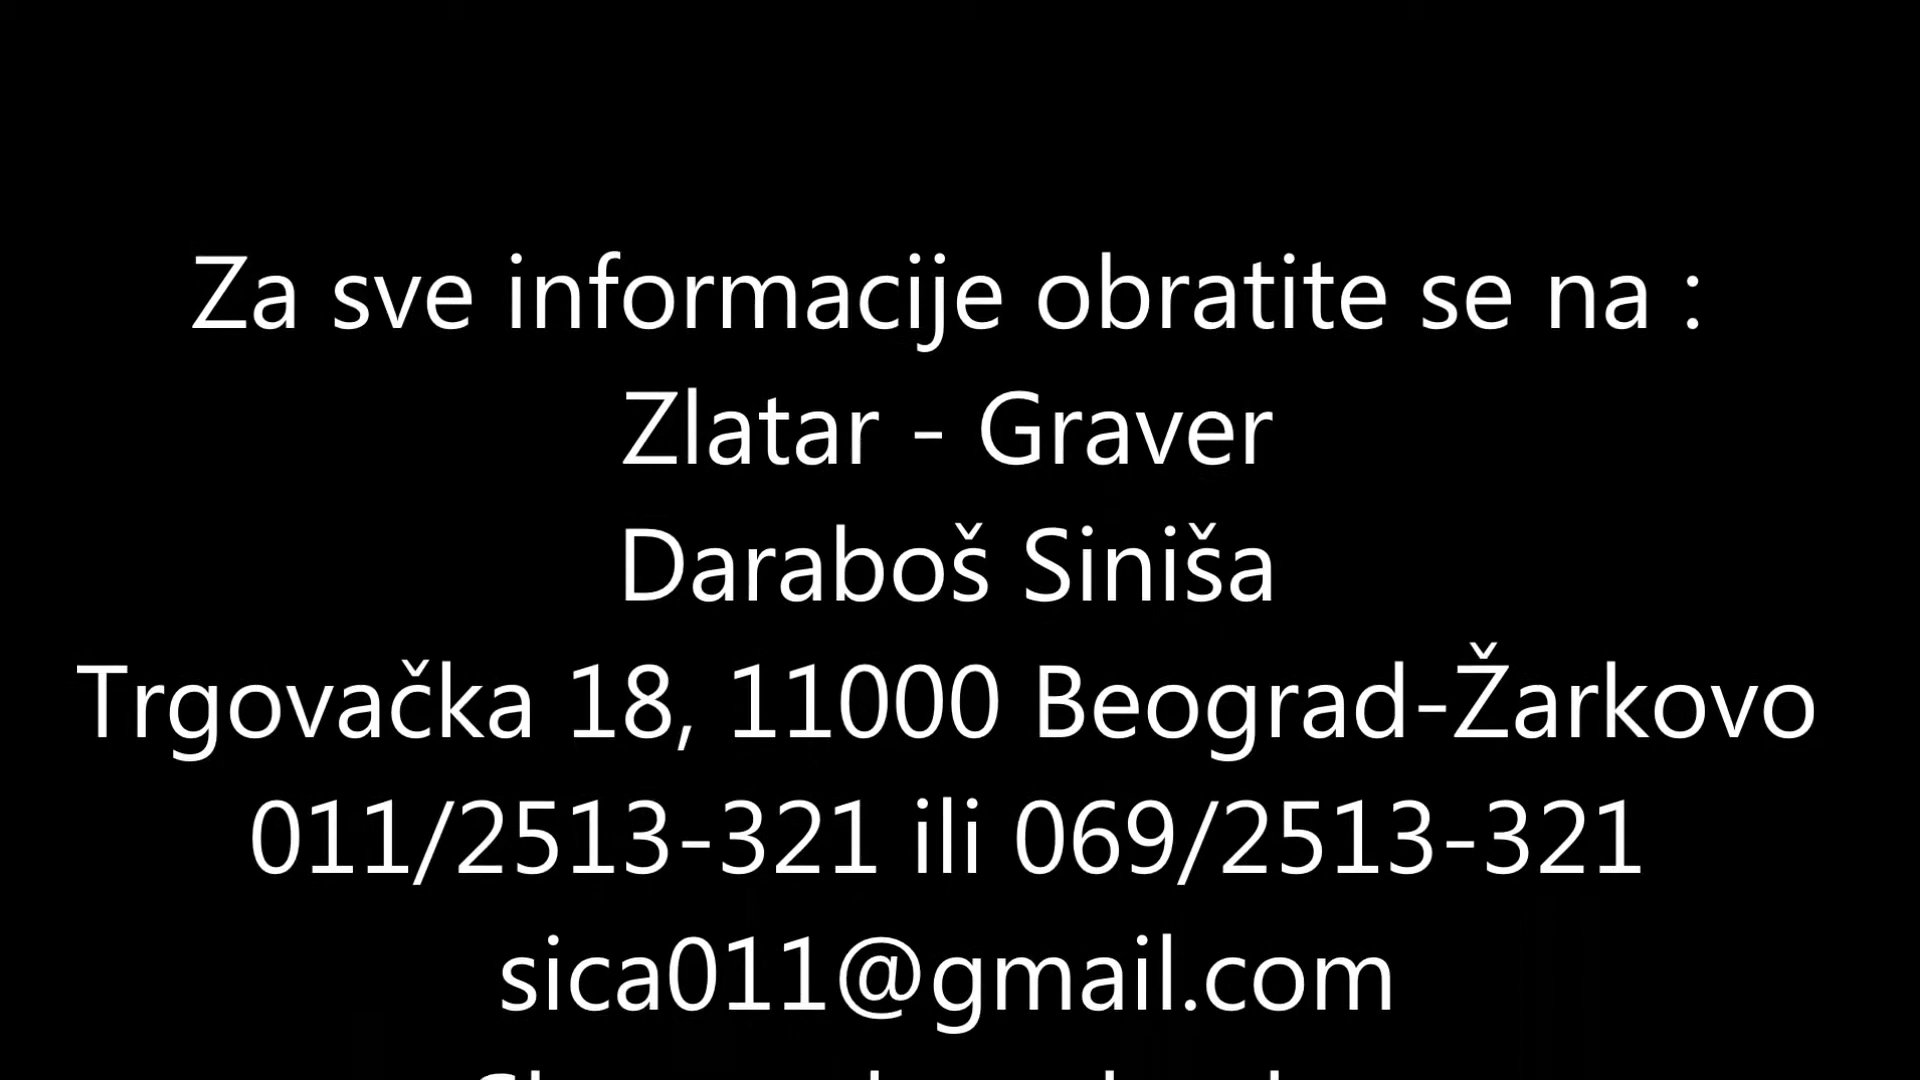 Za sve informacije obratite se na :
Zlatar - Graver
Daraboš Siniša
Trgovačka 18, 11000 Beograd-Žarkovo
011/2513-321 ili 069/2513-321
sica011@gmail.com